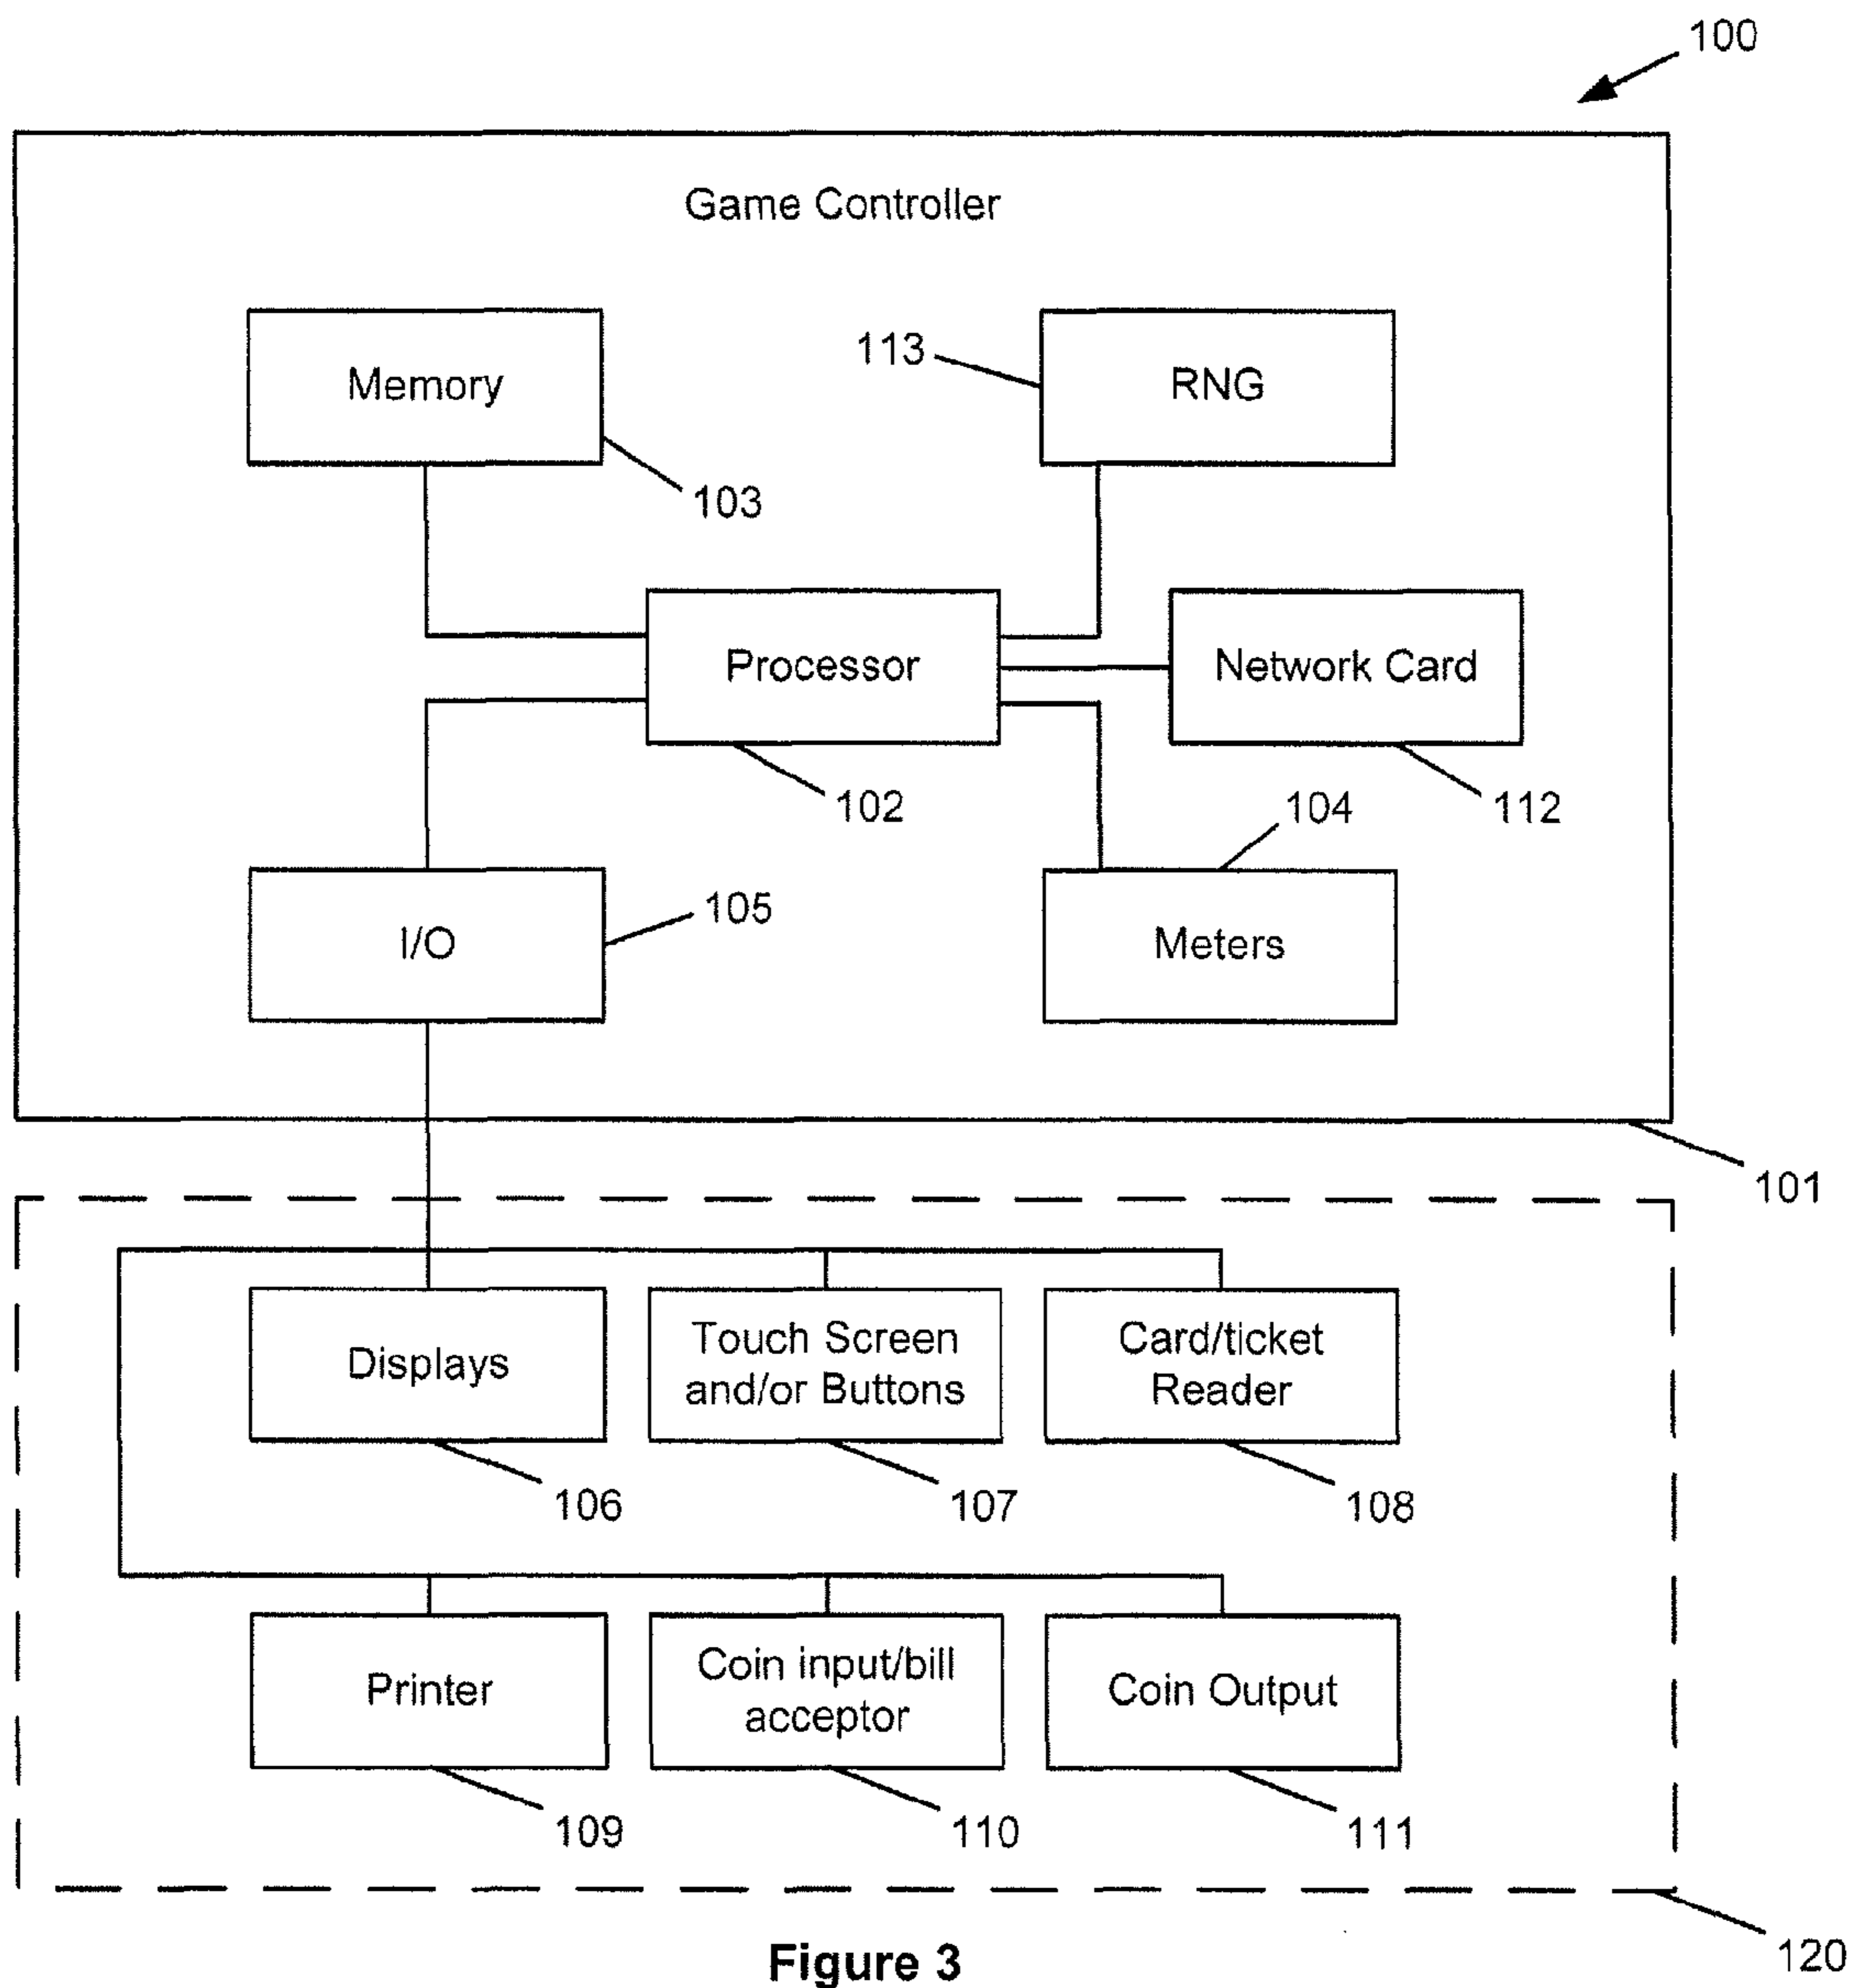 100
Game Controller
Memory
113
RNG
103
Processor
Network Card
102
104
112
I/O
105
Meters
101
Displays
Touch Screen
and/or Buttons
Card/ticket
Reader
106
107
108
Printer
Coin input/bill
acceptor
Coin Output
109
110
111
120
Figure 3